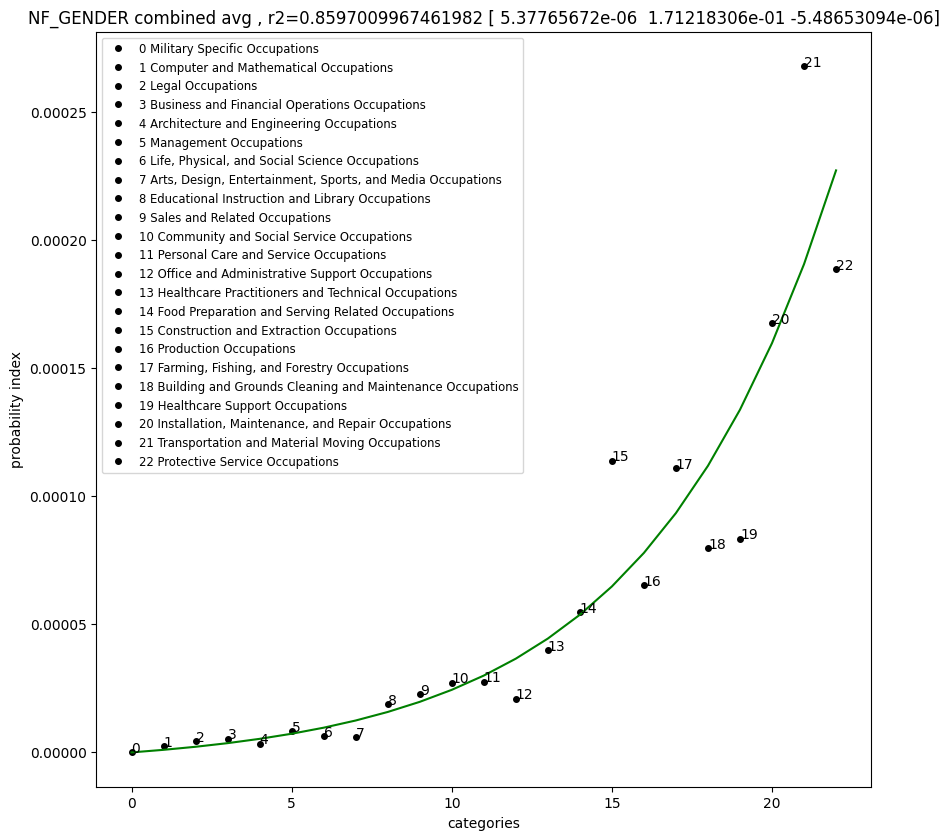 NF_GENDER combined avg , r2=0.8597009967461982 [ 5.37765672e-06  1.71218306e-01 -5.48653094e-06]
0 Military Specific Occupations
1 Computer and Mathematical Occupations
2 Legal Occupations
3 Business and Financial Operations Occupations
4 Architecture and Engineering Occupations
5 Management Occupations
6 Life, Physical, and Social Science Occupations
7 Arts, Design, Entertainment, Sports, and Media Occupations
8 Educational Instruction and Library Occupations
9 Sales and Related Occupations
10 Community and Social Service Occupations
11 Personal Care and Service Occupations
12 Office and Administrative Support Occupations
13 Healthcare Practitioners and Technical Occupations
14 Food Preparation and Serving Related Occupations
15 Construction and Extraction Occupations
16 Production Occupations
17 Farming, Fishing, and Forestry Occupations
18 Building and Grounds Cleaning and Maintenance Occupations
19 Healthcare Support Occupations
20 Installation, Maintenance, and Repair Occupations
21 Transportation and Material Moving Occupations
22 Protective Service Occupations
probability index
0.00025
0.00020
0.00015
0.00010
0.00005
0.00000
0
1
2
3
4
5
6
7
8
9
10
11
12
13
14
15
16
17
18
19
20
21
22
0
5
10
15
20
categories